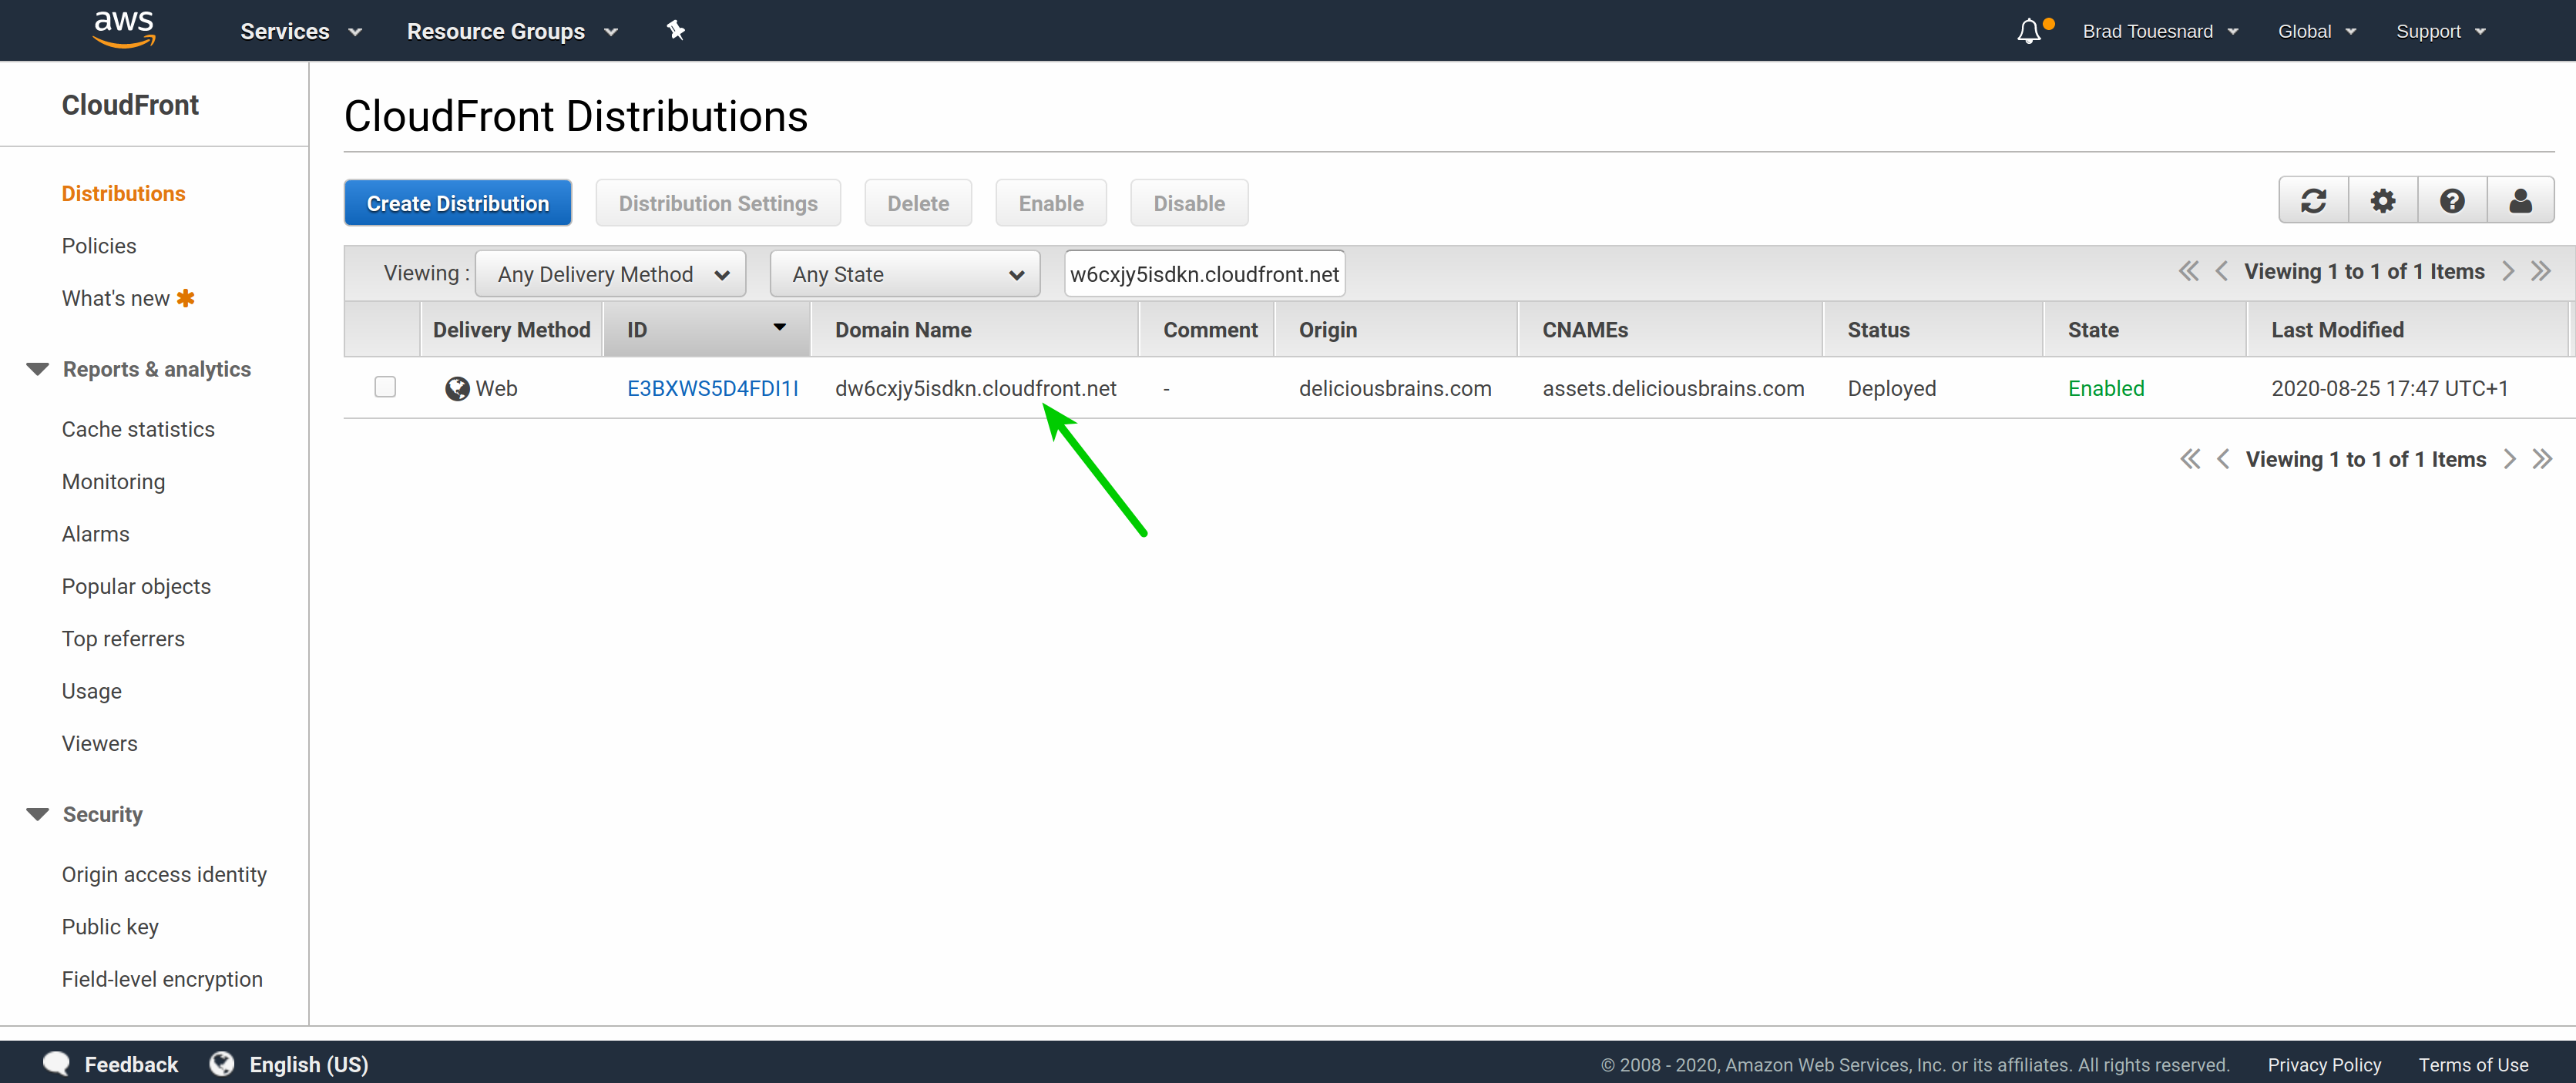 aws Services Resource Groups Brad Touesnard Global Support
CloudFront
Distributions
Policies
What's new
Reports & analytics
Cache statistics
Monitoring
Alarms
Popular objects
Top referrers
Usage
Viewers
Security
Origin access identity
Public key
Field-level encryption
CloudFront Distributions
Create Distribution Distribution Settings Delete Enable Disable
Viewing : Any Delivery Method Any State w6cxjy5isdkn.cloudfront.net Viewing 1 to 1 of 1 Items
Delivery Method ID Domain Name Comment Origin CNAMEs Status State Last Modified
Web E3BXWS5D4FDI1I dw6cxjy5isdkn.cloudfront.net - deliciousbrains.com assets.deliciousbrains.com Deployed Enabled 2020-08-25 17:47 UTC+1
Viewing 1 to 1 of 1 Items
Feedback English (US) © 2008 - 2020, Amazon Web Services, Inc. or its affiliates. All rights reserved. Privacy Policy Terms of Use